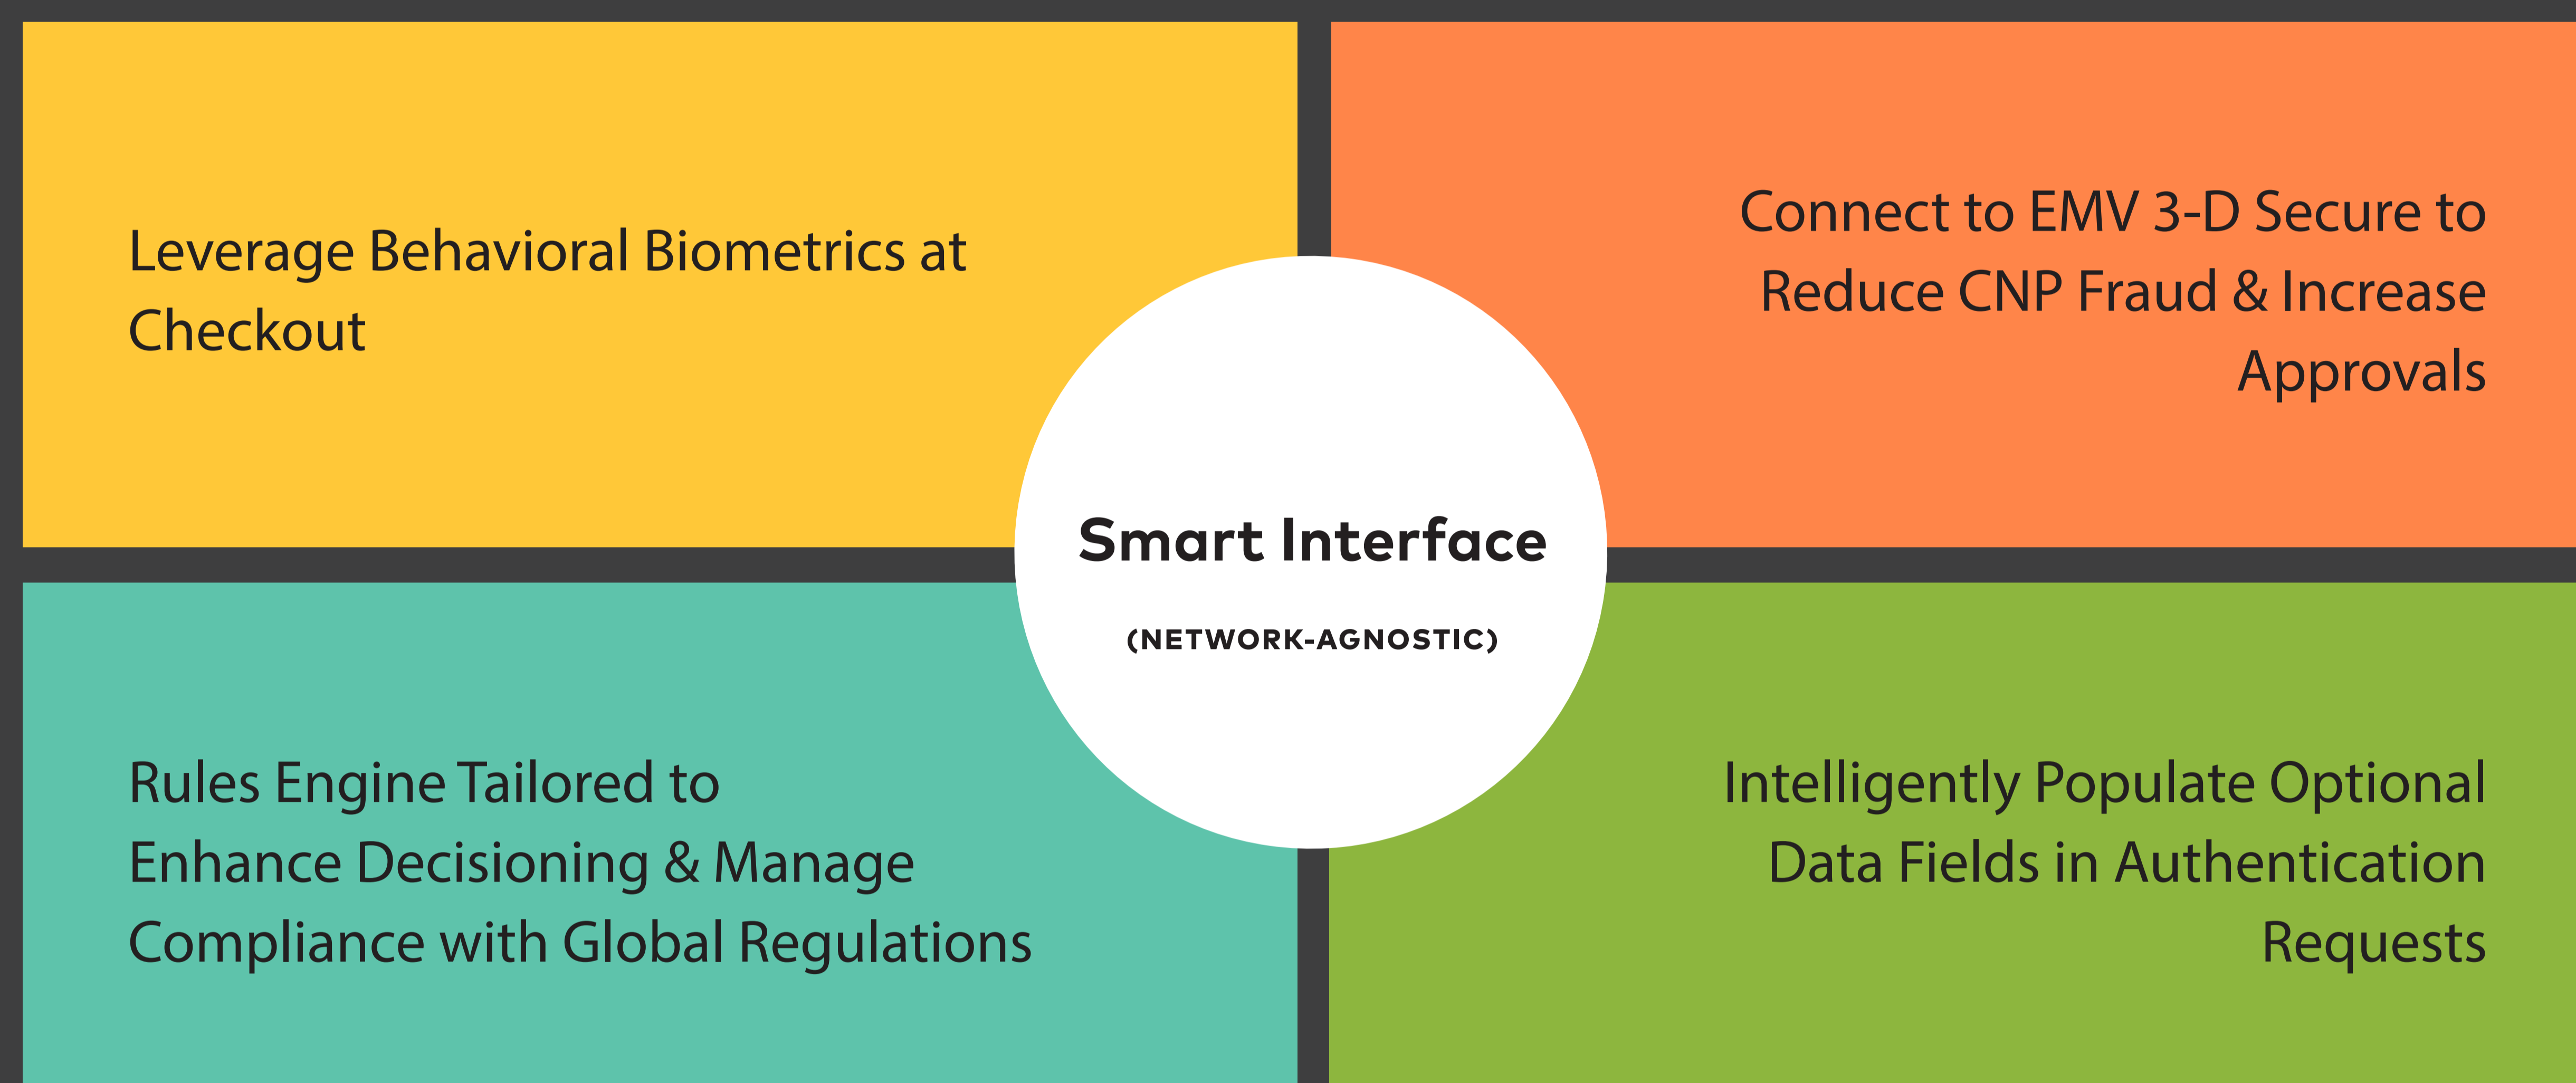 Leverage Behavioral Biometrics at
Checkout
Connect to EMV 3-D Secure to
Reduce CNP Fraud & Increase
Approvals
Smart Interface
(NETWORK-AGNOSTIC)
Rules Engine Tailored to
Enhance Decisioning & Manage
Compliance with Global Regulations
Intelligently Populate Optional
Data Fields in Authentication
Requests